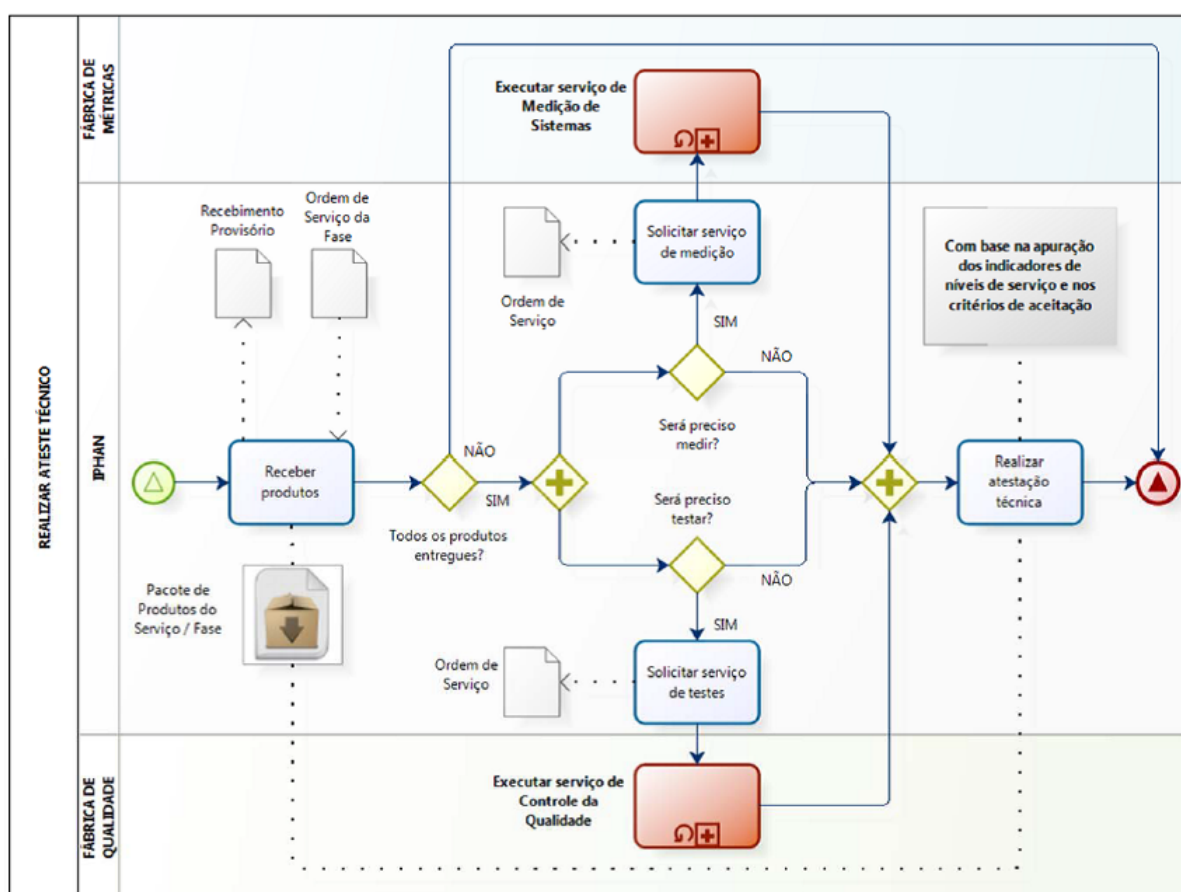 REALIZAR ATESTE TÉCNICO
FÁBRICA DE
MÉTRICAS
Executar serviço de
Medição de
Sistemas
IPHAN
Recebimento
Provisório
Ordem de
Serviço da
Fase
Solicitar serviço
de medição
Ordem de
Serviço
Com base na apuração
dos indicadores de
níveis de serviço e nos
critérios de aceitação
SIM
NÃO
Será preciso
medir?
Receber
produtos
NÃO
SIM
Todos os produtos
entregues?
Será preciso
testar?
NÃO
SIM
Realizar
atestação
técnica
Pacote de
Produtos do
Serviço / Fase
Ordem de
Serviço
Solicitar serviço
de testes
FÁBRICA DE
QUALIDADE
Executar serviço de
Controle da
Qualidade